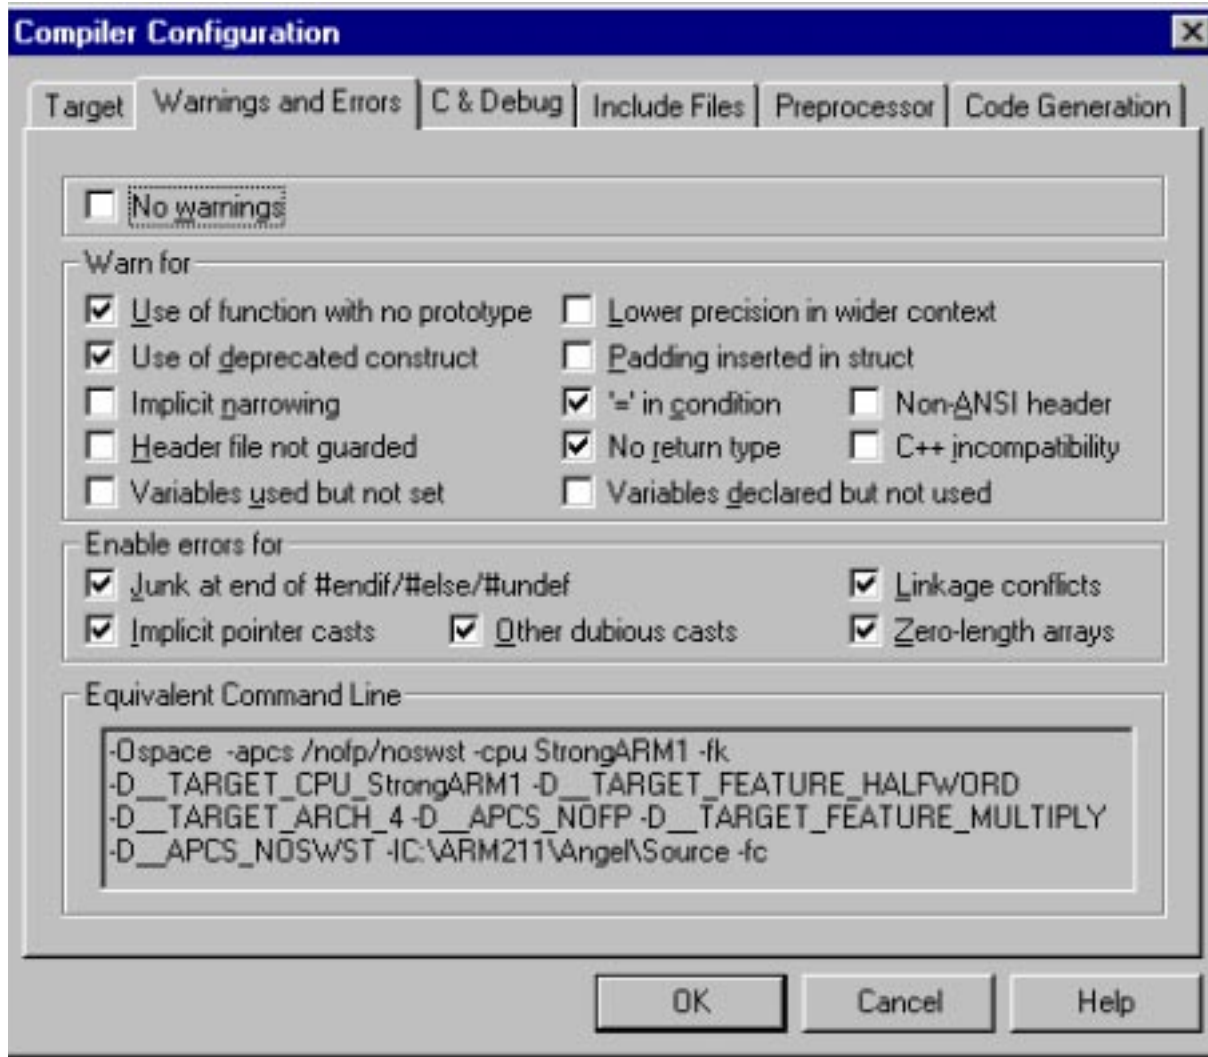 Compiler Configuration
Target Warnings and Errors C & Debug Include Files Preprocessor Code Generation
No warnings
Warn for
Use of function with no prototype Lower precision in wider context
Use of deprecated construct Padding inserted in struct
Implicit narrowing '=' in condition Non-ANSI header
Header file not guarded No return type C++ incompatibility
Variables used but not set Variables declared but not used
Enable errors for
Junk at end of #endif/#else/#undef Linkage conflicts
Implicit pointer casts Other dubious casts Zero-length arrays
Equivalent Command Line
-Ospace -apcs /nofp/noswst -cpu StrongARM1 -fk
-D__TARGET_CPU_StrongARM1 -D__TARGET_FEATURE_HALFWORD
-D__TARGET_ARCH_4 -D__APCS_NOFP -D__TARGET_FEATURE_MULTIPLY
-D__APCS_NOSWST -IC:\ARM211\Angel\Source -fc
OK Cancel Help